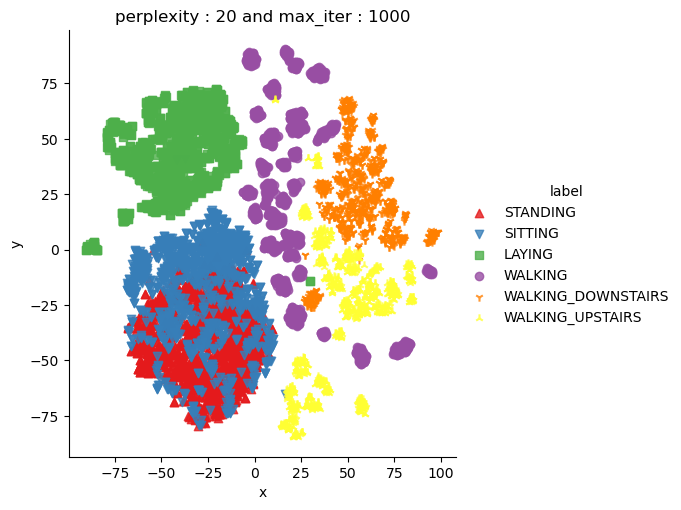 perplexity : 20 and max_iter : 1000
y
75
50
25
0
−25
−50
−75
−75
−50
−25
0
25
50
75
100
x
label
STANDING
SITTING
LAYING
WALKING
WALKING_DOWNSTAIRS
WALKING_UPSTAIRS